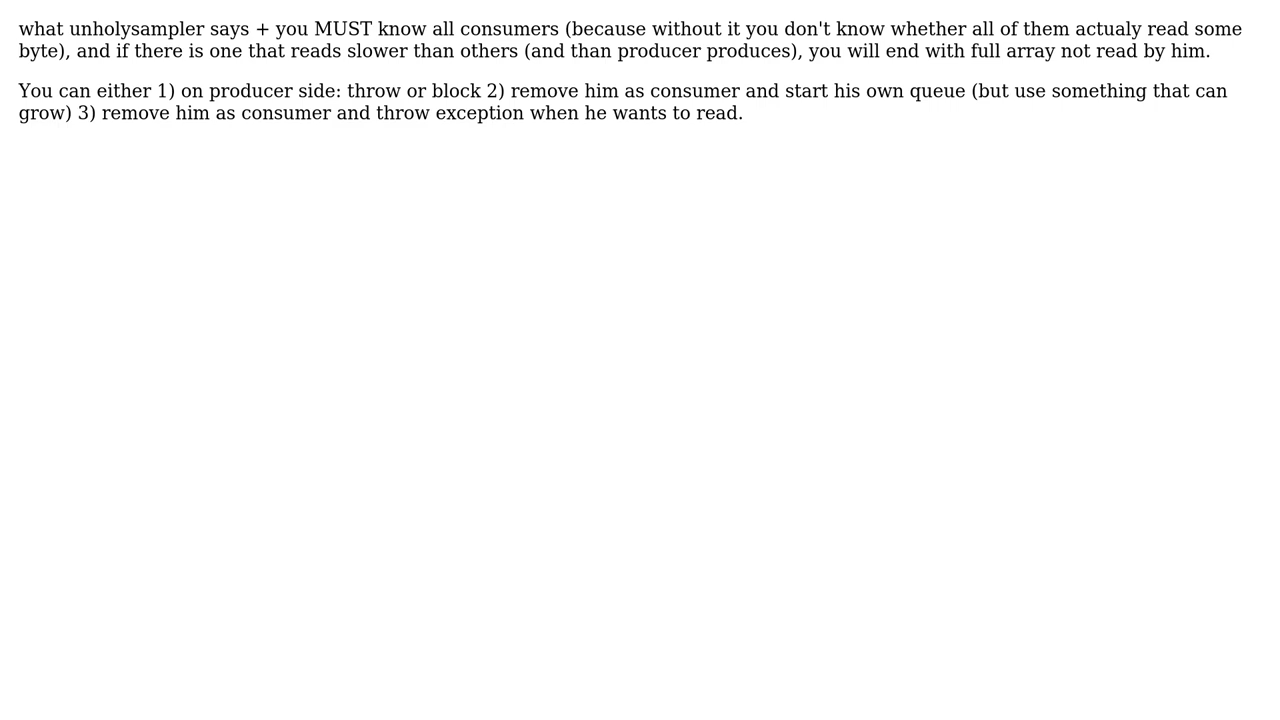 what unholysampler says + you MUST know all consumers (because without it you don't know whether all of them actualy read some
byte), and if there is one that reads slower than others (and than producer produces), you will end with full array not read by him.
You can either 1) on producer side: throw or block 2) remove him as consumer and start his own queue (but use something that can
grow) 3) remove him as consumer and throw exception when he wants to read.